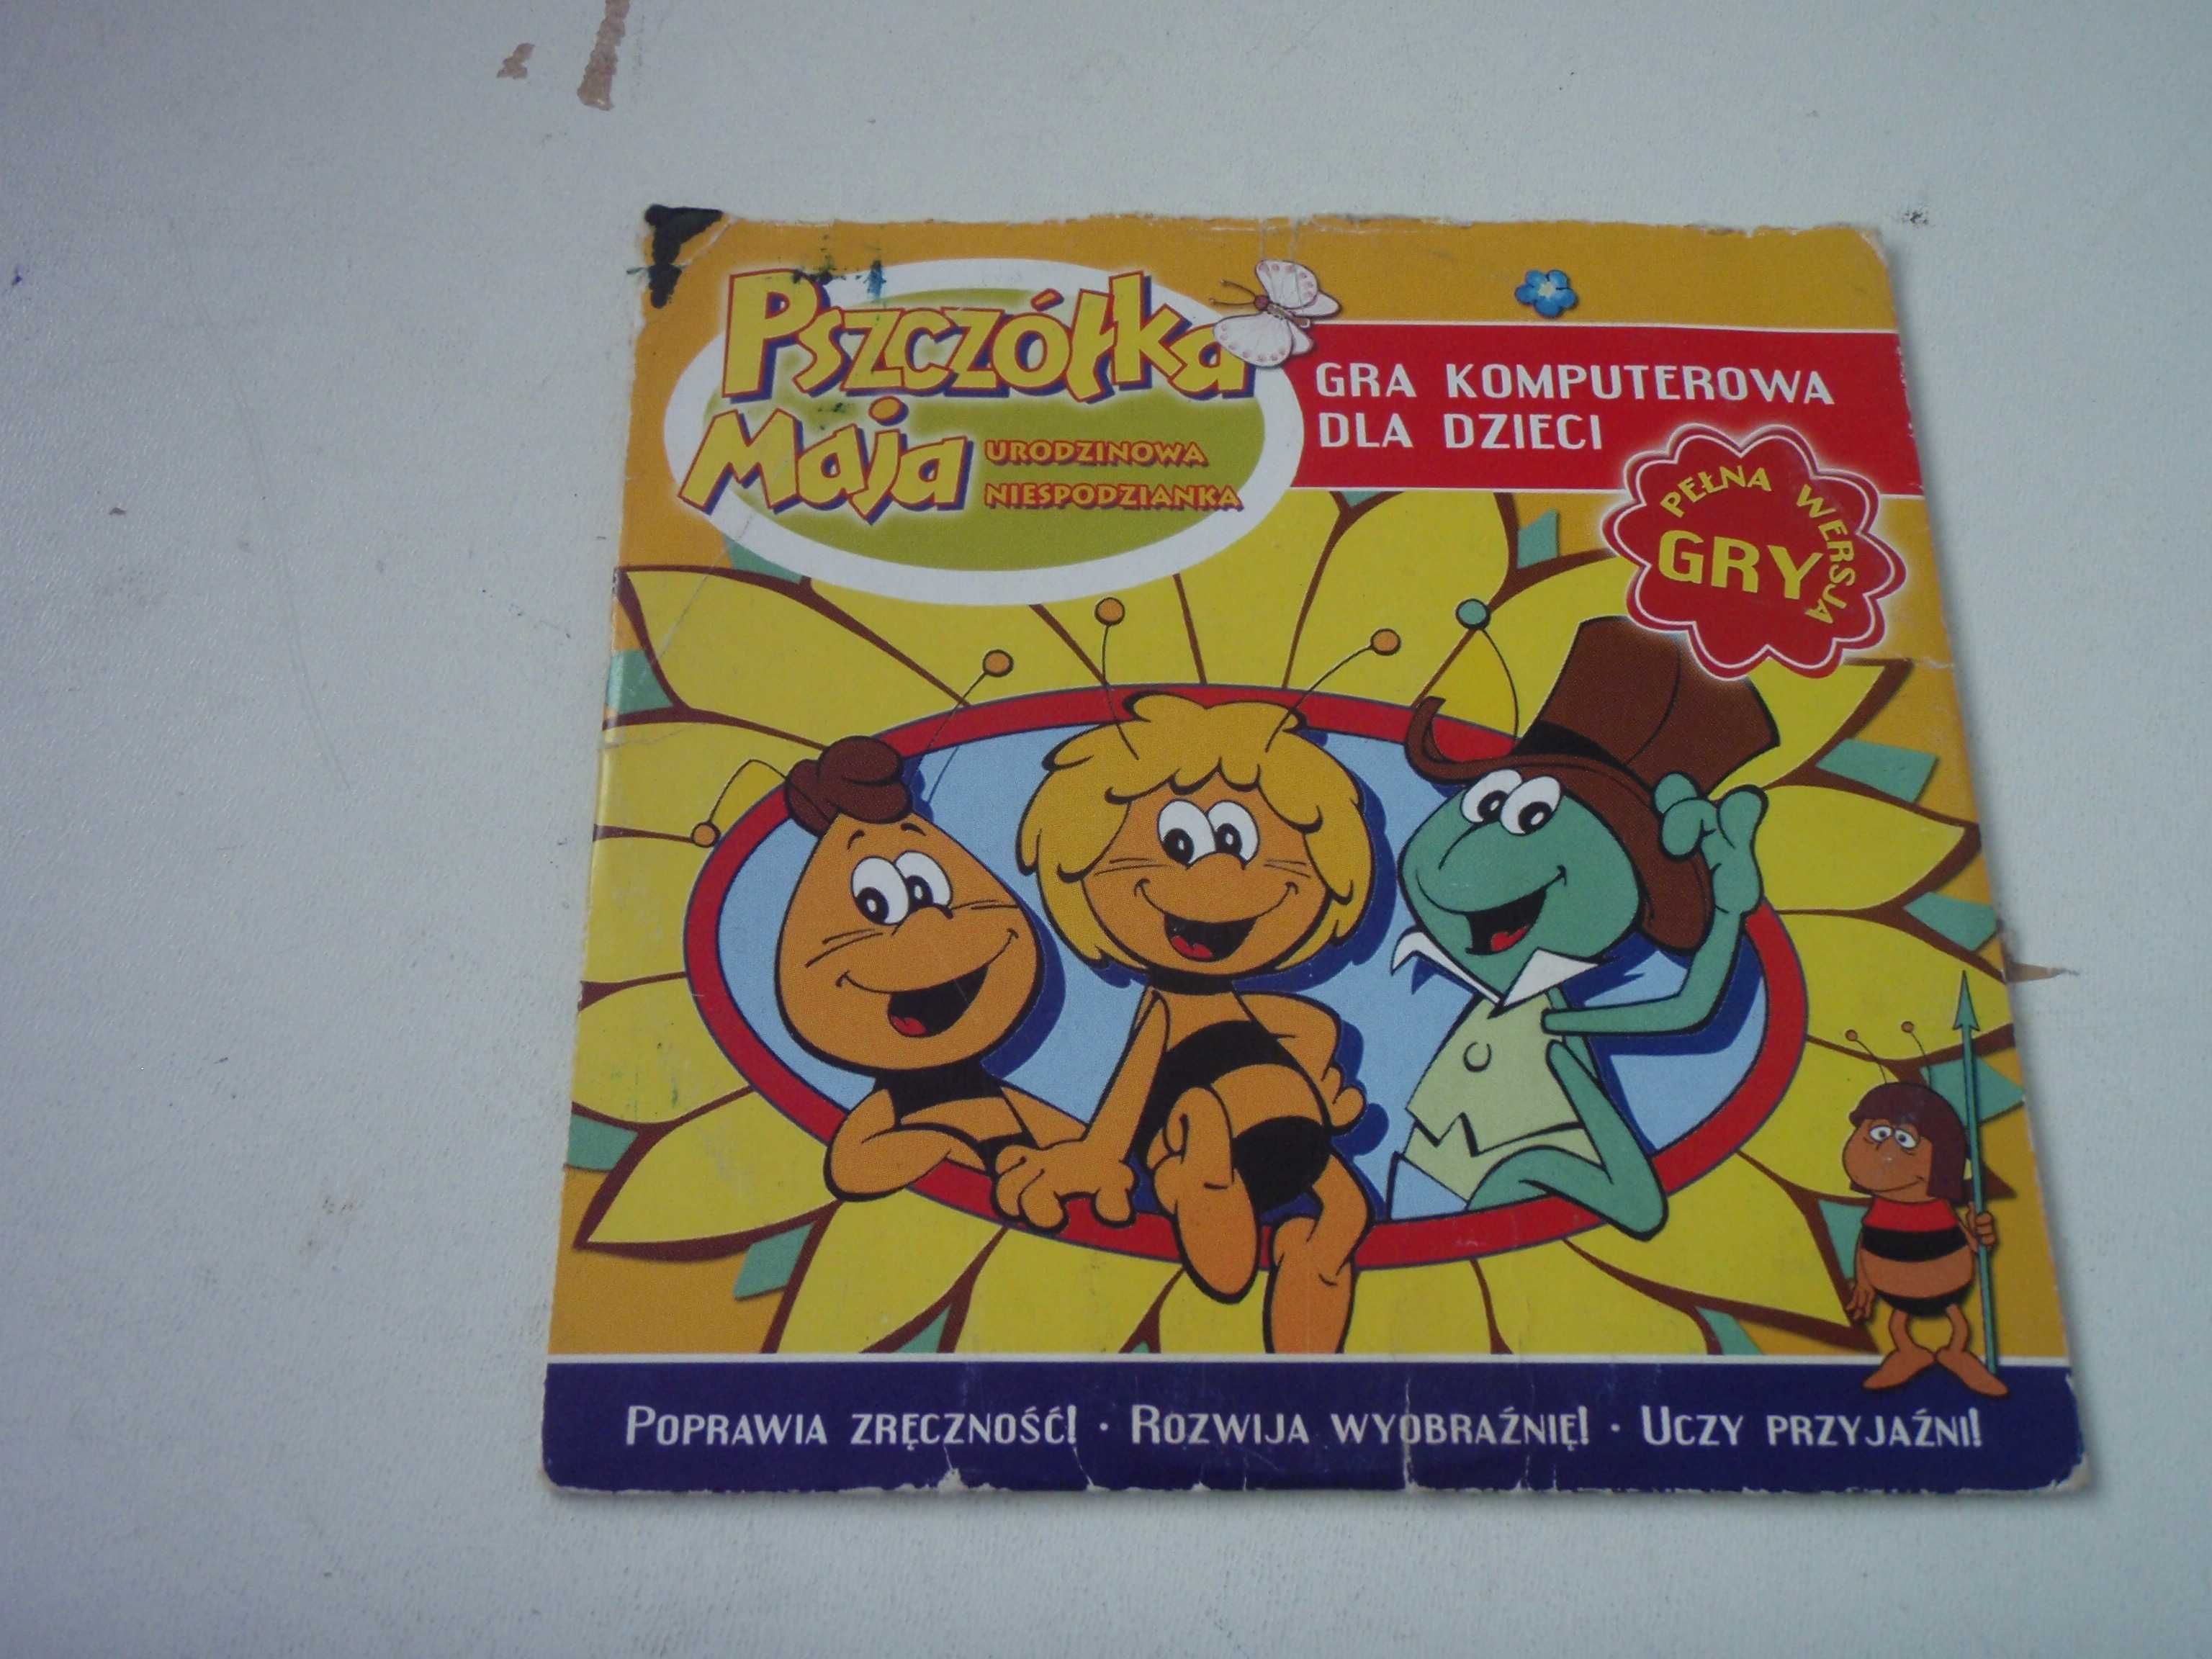 Pszczółka
Maja
URODZINOWA
NIESPODZIANKA
GRA KOMPUTEROWA
DLA DZIECI
PEŁNA WERSJA
GRY
POPRAWIA ZRĘCZNOŚĆ! · ROZWIJA WYOBRAŹNIĘ! · UCZY PRZYJAŹNI!